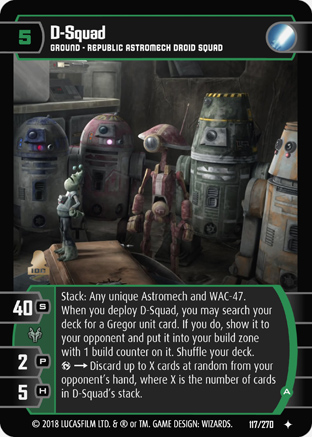 5
D-Squad
GROUND - REPUBLIC ASTROMECH DROID SQUAD
40 S
2 P
5 H
Stack: Any unique Astromech and WAC-47.
When you deploy D-Squad, you may search your
deck for a Gregor unit card. If you do, show it to
your opponent and put it into your build zone
with 1 build counter on it. Shuffle your deck.
→ Discard up to X cards at random from your
opponent's hand, where X is the number of cards
in D-Squad's stack.
A
© 2018 LUCASFILM LTD. & ® or TM. GAME DESIGN: WIZARDS.
117/270